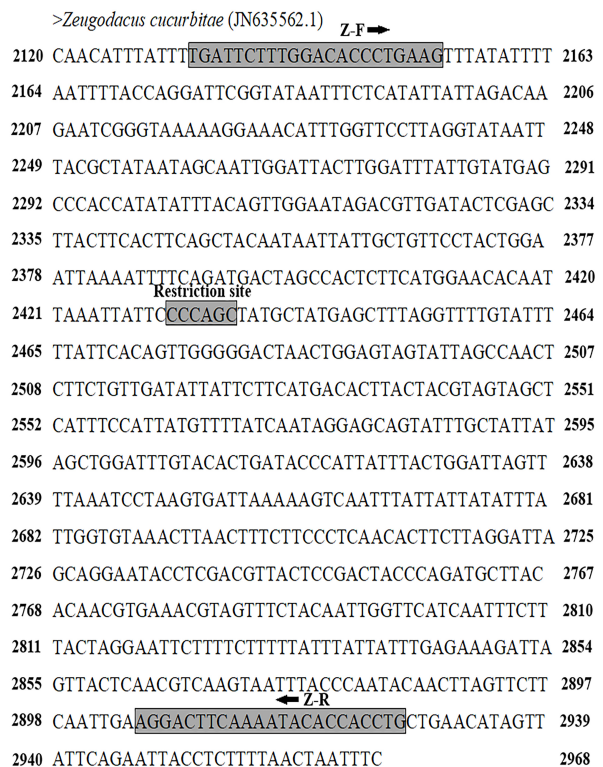 >Zeugodacus cucurbitae (JN635562.1)
Z-F
2120 CAACATTTATTTTGATTCTTTGGACACCCTGAAGTTTATATTTT 2163
2164 AATTTTACCAGGATTCGGTATAATTTCTCATATTATTAGACAA 2206
2207 GAATCGGGTAAAAAGGAAACATTTGGTTCCTTAGGTATAATT 2248
2249 TACGCTATAATAGCAATTGGATTACTTGGATTTATTGTATGAG 2291
2292 CCCACCATATATTTACAGTTGGAATAGACGTTGATACTCGAGC 2334
2335 TTACTTCACTTCAGCTACAATAATTATTGCTGTTCCTACTGGA 2377
2378 ATTAAAATTTTCAGATGACTAGCCACTCTTCATGGAACACAAT 2420
Restriction site
2421 TAAATTATTCCCCCAGCTATGCTATGAGCTTTAGGTTTTGTATTT 2464
2465 TTATTCACAGTTGGGGGACTAACTGGAGTAGTATTAGCCAACT 2507
2508 CTTCTGTTGATATTATTCTTCATGACACTTACTACGTAGTAGCT 2551
2552 CATTTCCATTATGTTTTATCAATAGGAGCAGTATTTGCTATTAT 2595
2596 AGCTGGATTTGTACACTGATACCCATTATTTACTGGATTAGTT 2638
2639 TTAAATCCTAAGTGATTAAAAAGTCAATTTATTATTATATTTA 2681
2682 TTGGTGTAAACTTAACTTTCTTCCCTCAACACTTCTTAGGATTA 2725
2726 GCAGGAATACCTCGACGTTACTCCGACTACCCAGATGCTTAC 2767
2768 ACAACGTGAAACGTAGTTTCTACAATTGGTTCATCAATTTCTT 2810
2811 TACTAGGAATTCTTTTCTTTTTATTTATTATTTGAGAAAGATTA 2854
2855 GTTACTCAACGTCAAGTAATTTACCCAATACAACTTAGTTCTT 2897
Z-R
2898 CAATTGAAGGACTTCAAAATACACCACCTGCTGAACATAGTT 2939
2940 ATTCAGAATTACCTCTTTTAACTAATTTC 2968